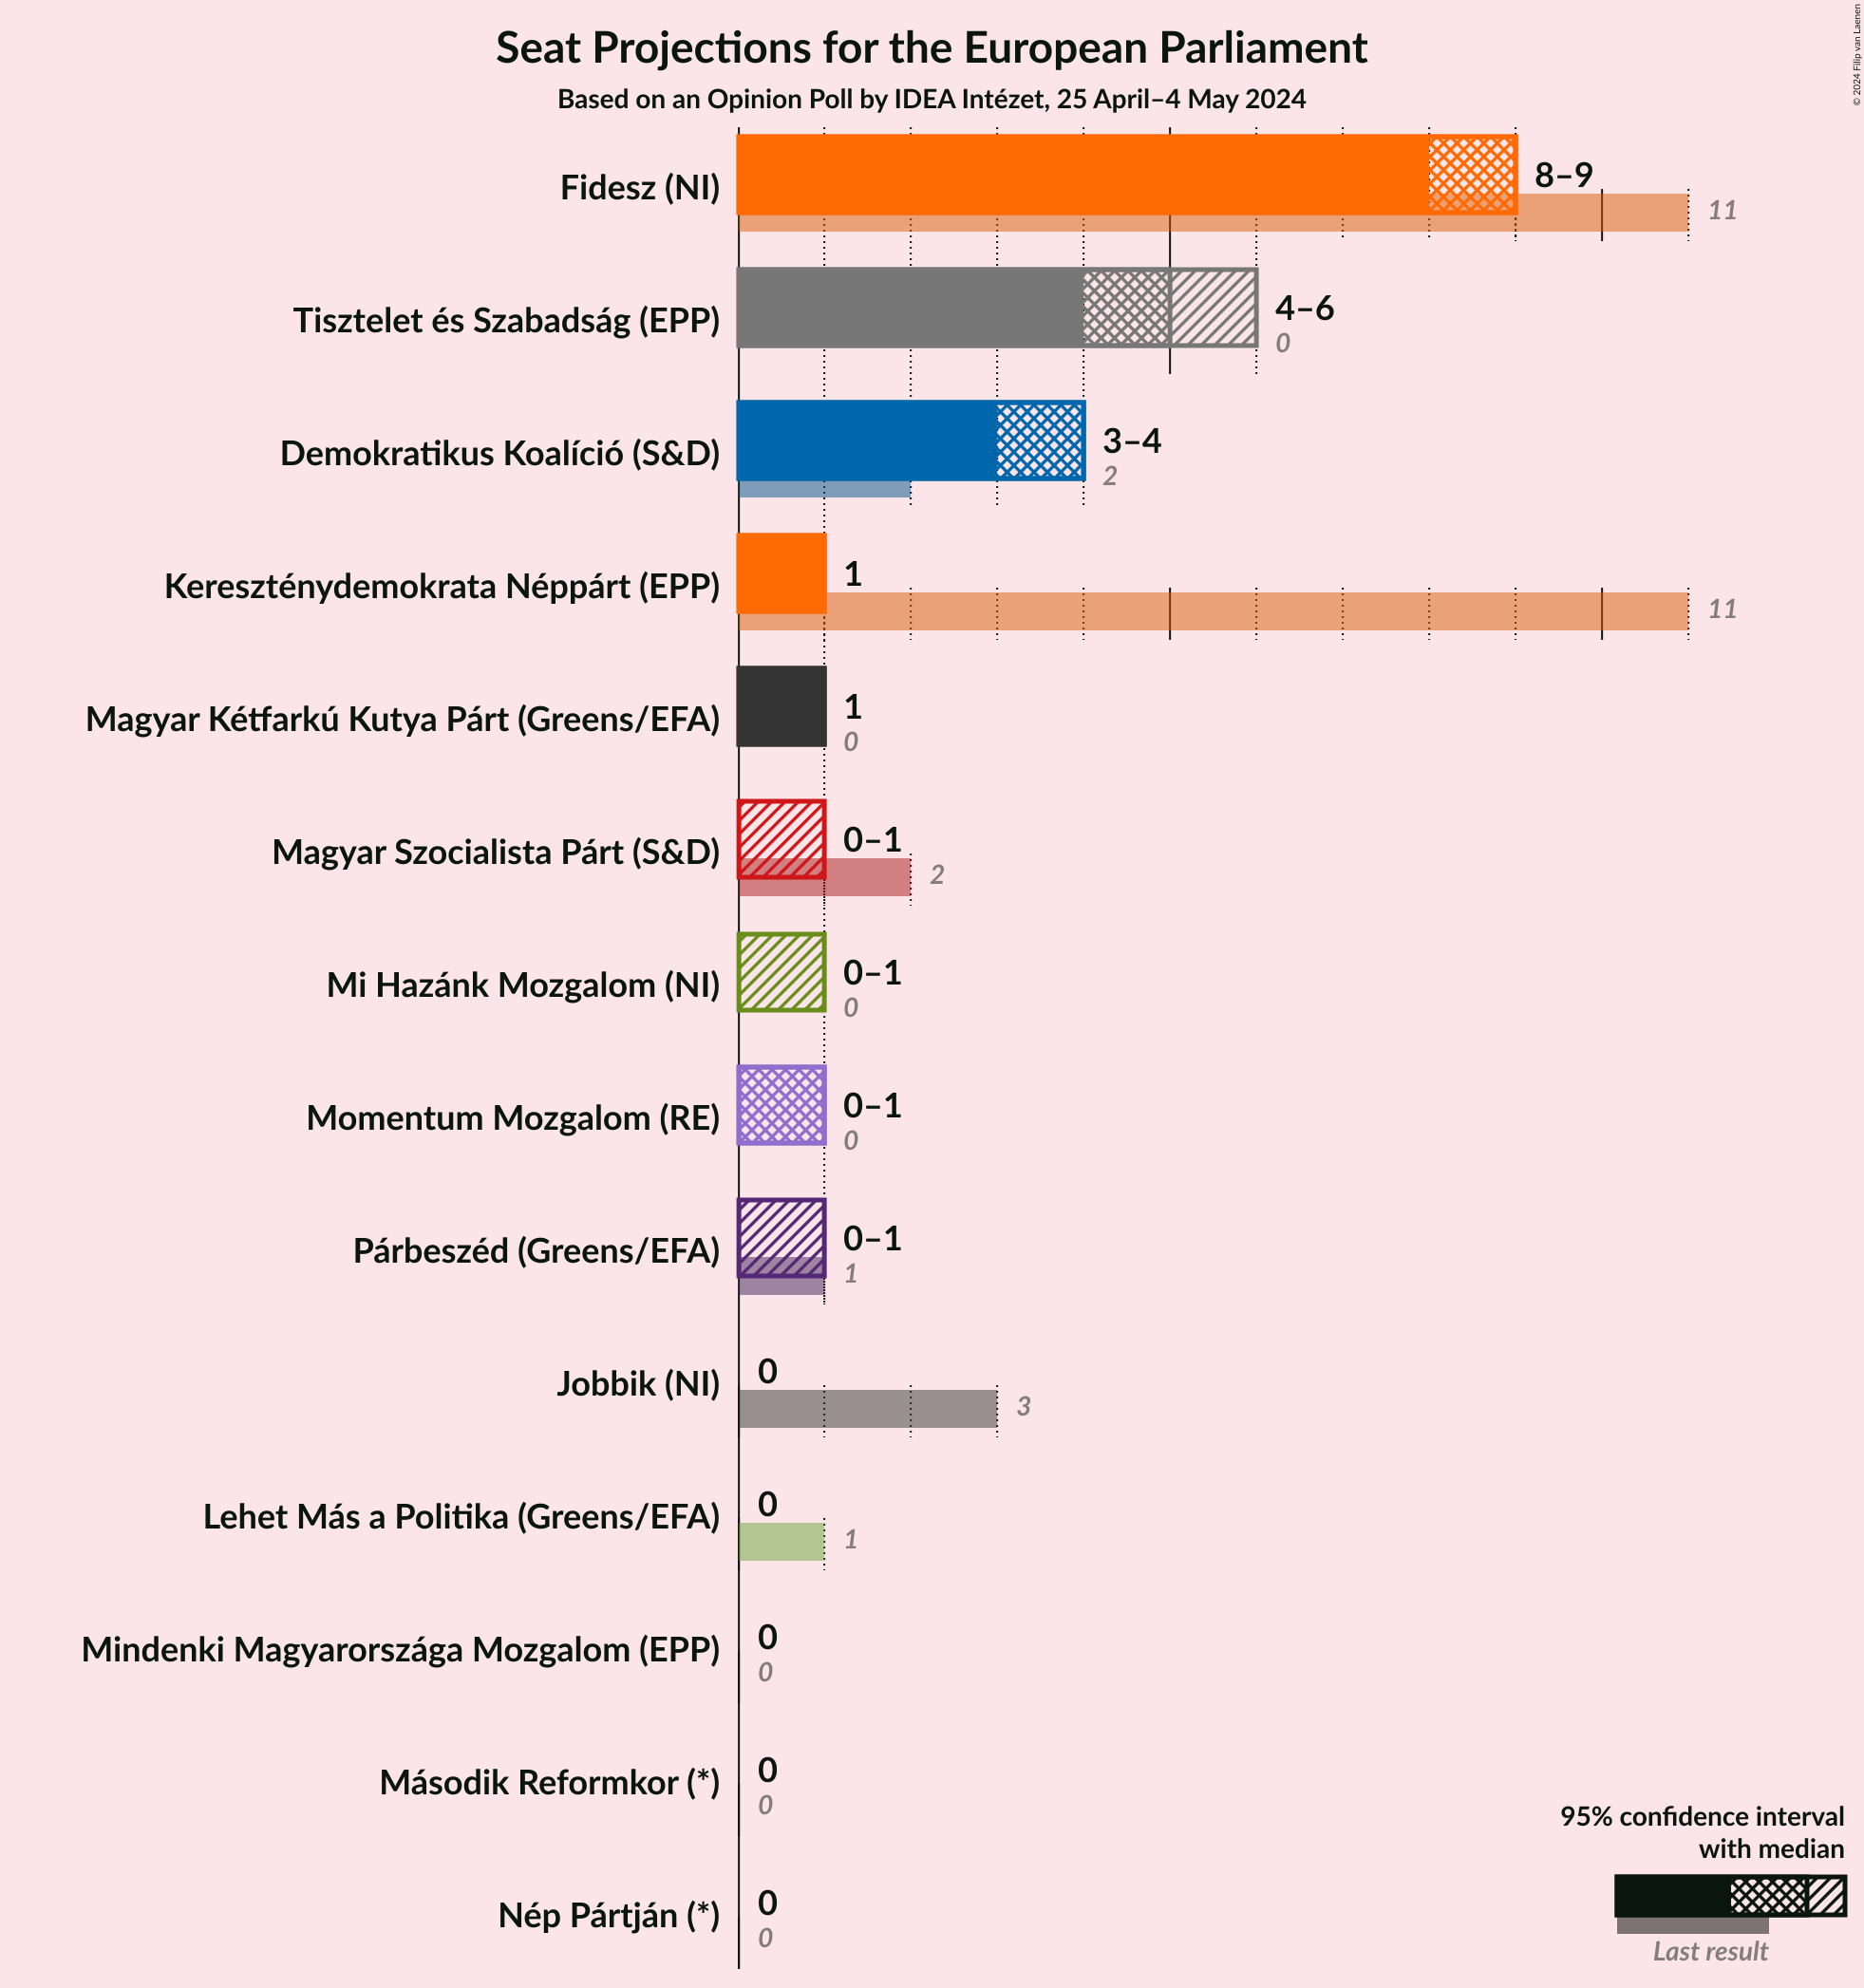 Seat Projections for the European Parliament
Based on an Opinion Poll by IDEA Intézet, 25 April–4 May 2024
© 2024 Filip van Laenen
Fidesz (NI)
8–9
11
Tisztelet és Szabadság (EPP)
4–6
0
Demokratikus Koalíció (S&D)
3–4
2
Kereszténydemokrata Néppárt (EPP)
1
11
Magyar Kétfarkú Kutya Párt (Greens/EFA)
1
0
Magyar Szocialista Párt (S&D)
0–1
2
Mi Hazánk Mozgalom (NI)
0–1
0
Momentum Mozgalom (RE)
0–1
0
Párbeszéd (Greens/EFA)
0–1
1
Jobbik (NI)
0
3
Lehet Más a Politika (Greens/EFA)
0
1
Mindenki Magyarországa Mozgalom (EPP)
0
0
Második Reformkor (*)
0
0
Nép Pártján (*)
0
0
95% confidence interval
with median
Last result